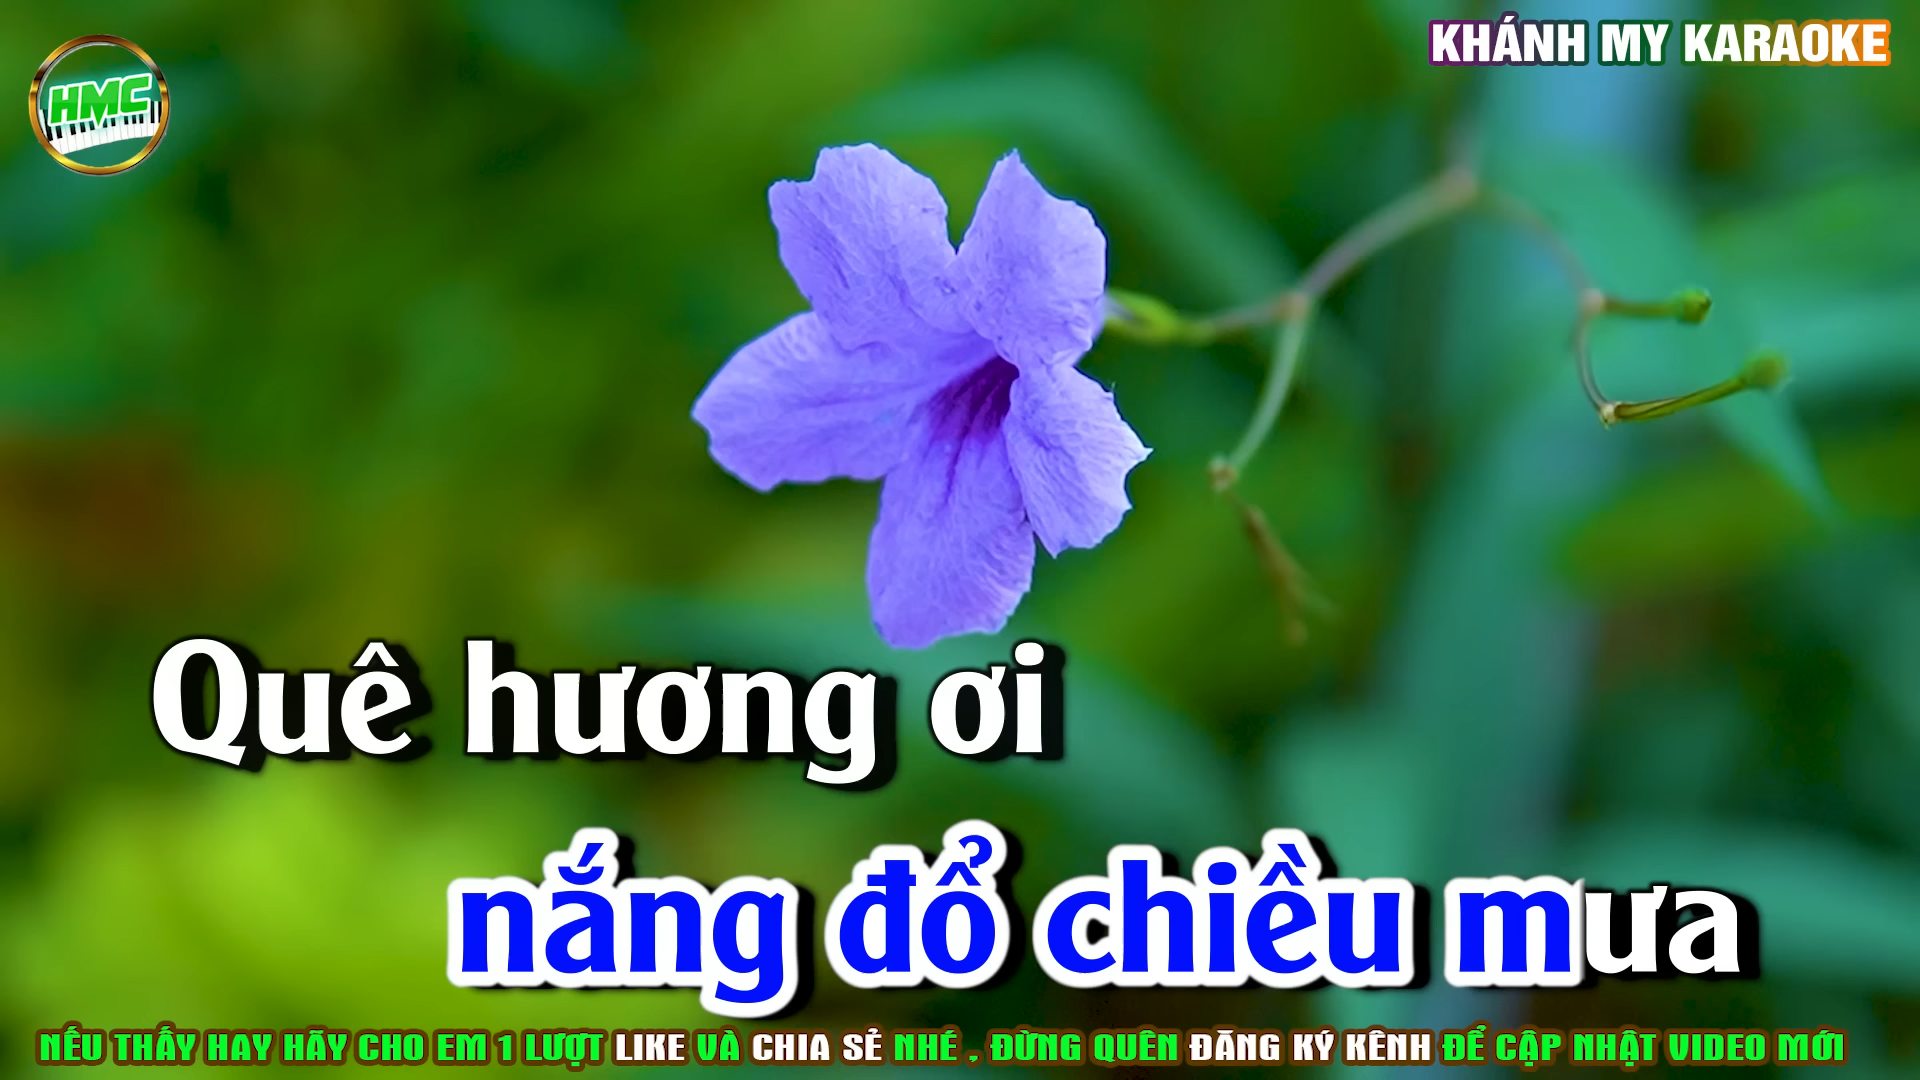 KHÁNH MY KARAOKE
HMC
Quê hương ơi
nắng đổ chiều mưa
NẾU THẤY HAY HÃY CHO EM 1 LƯỢT LIKE VÀ CHIA SẺ NHÉ , ĐỪNG QUÊN ĐĂNG KÝ KÊNH ĐỂ CẬP NHẬT VIDEO MỚI